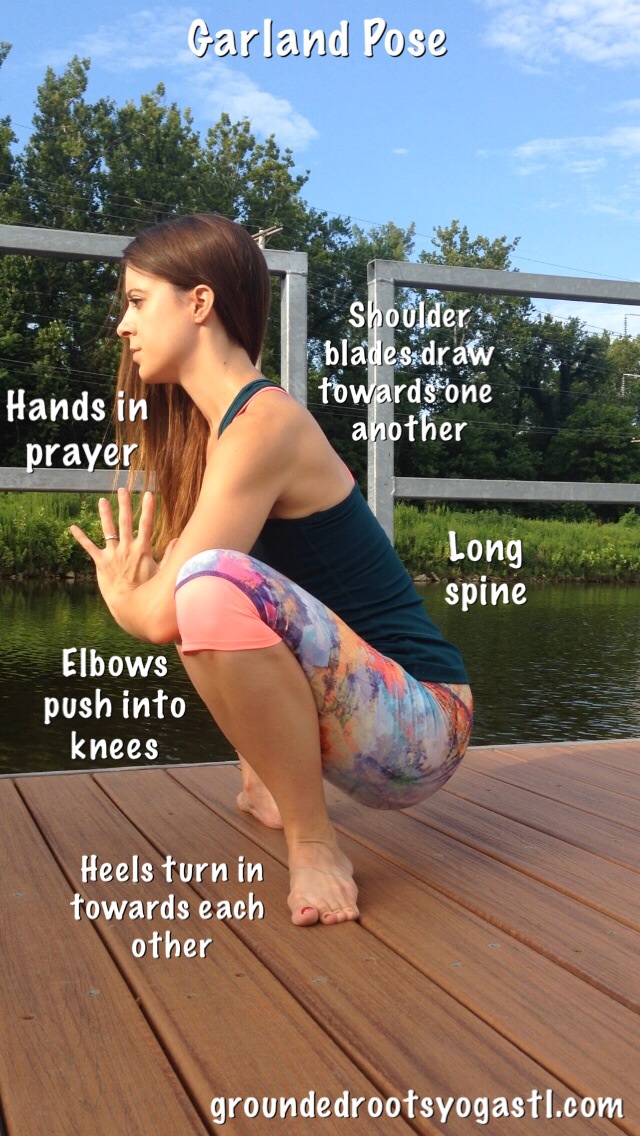 Garland Pose
Shoulder
blades draw
towards one
another
Hands in
prayer
Long
spine
Elbows
push into
knees
Heels turn in
towards each
other
groundedrootsyogastl.com